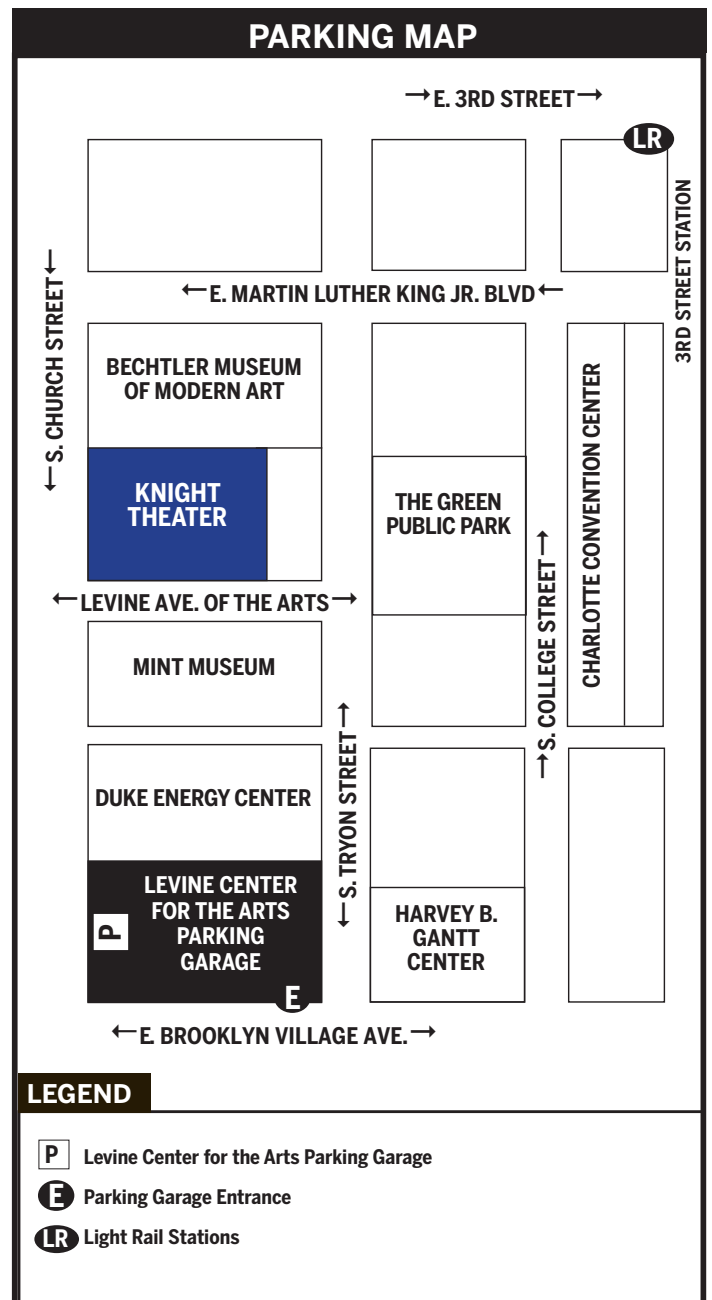 PARKING MAP
→E. 3RD STREET→
LR
3RD STREET STATION
←E. MARTIN LUTHER KING JR. BLVD←
←S. CHURCH STREET←
BECHTLER MUSEUM
OF MODERN ART
KNIGHT
THEATER
THE GREEN
PUBLIC PARK
CHARLOTTE CONVENTION CENTER
←LEVINE AVE. OF THE ARTS→
→S. COLLEGE STREET→
MINT MUSEUM
←S. TRYON STREET→
DUKE ENERGY CENTER
P
LEVINE CENTER
FOR THE ARTS
PARKING
GARAGE
E
HARVEY B.
GANTT
CENTER
←E. BROOKLYN VILLAGE AVE.→
LEGEND
P Levine Center for the Arts Parking Garage
E Parking Garage Entrance
LR Light Rail Stations